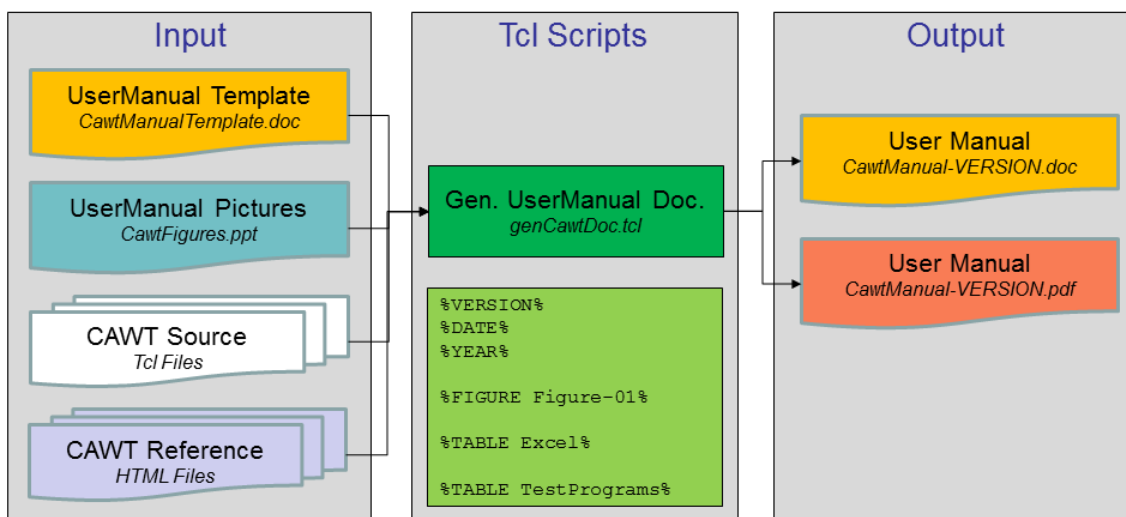 Input
UserManual Template
CawtManualTemplate.doc
UserManual Pictures
CawtFigures.ppt
CAWT Source
Tcl Files
CAWT Reference
HTML Files
Tcl Scripts
Gen. UserManual Doc.
genCawtDoc.tcl
%VERSION%
%DATE%
%YEAR%
%FIGURE Figure-01%
%TABLE Excel%
%TABLE TestPrograms%
Output
User Manual
CawtManual-VERSION.doc
User Manual
CawtManual-VERSION.pdf